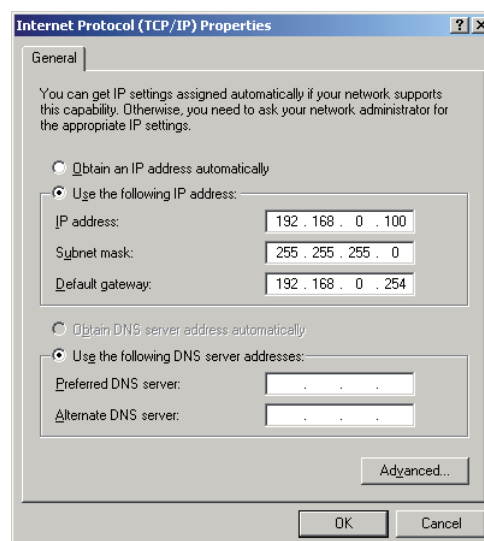 Internet Protocol (TCP/IP) Properties
General
You can get IP settings assigned automatically if your network supports
this capability. Otherwise, you need to ask your network administrator for
the appropriate IP settings.
Obtain an IP address automatically
Use the following IP address:
IP address: 192 . 168 . 0 . 100
Subnet mask: 255 . 255 . 255 . 0
Default gateway: 192 . 168 . 0 . 254
Obtain DNS server address automatically
Use the following DNS server addresses:
Preferred DNS server: . . .
Alternate DNS server: . . .
Advanced...
OK Cancel